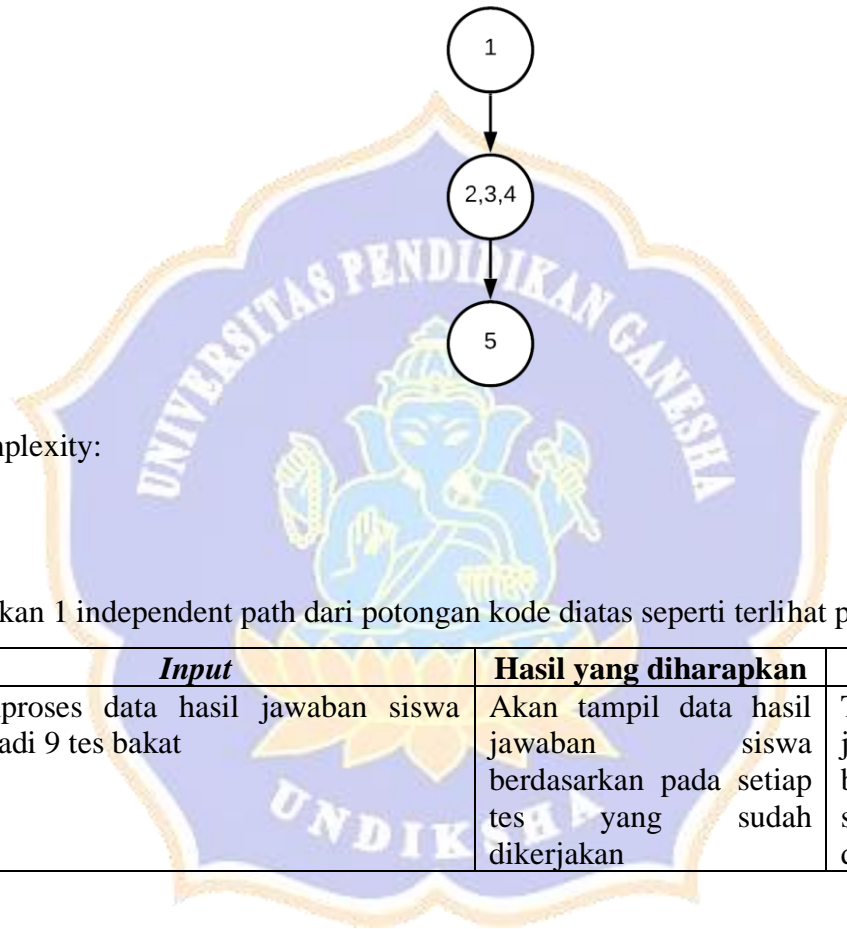 1
2,3,4
5
UNIVERSITAS PENDIDIKAN GANESHA
mplexity:
kan 1 independent path dari potongan kode diatas seperti terlihat p
Input
Hasil yang diharapkan
proses data hasil jawaban siswa
adi 9 tes bakat
Akan tampil data hasil
jawaban siswa
berdasarkan pada setiap
tes yang sudah
dikerjakan
UNDIKSHA